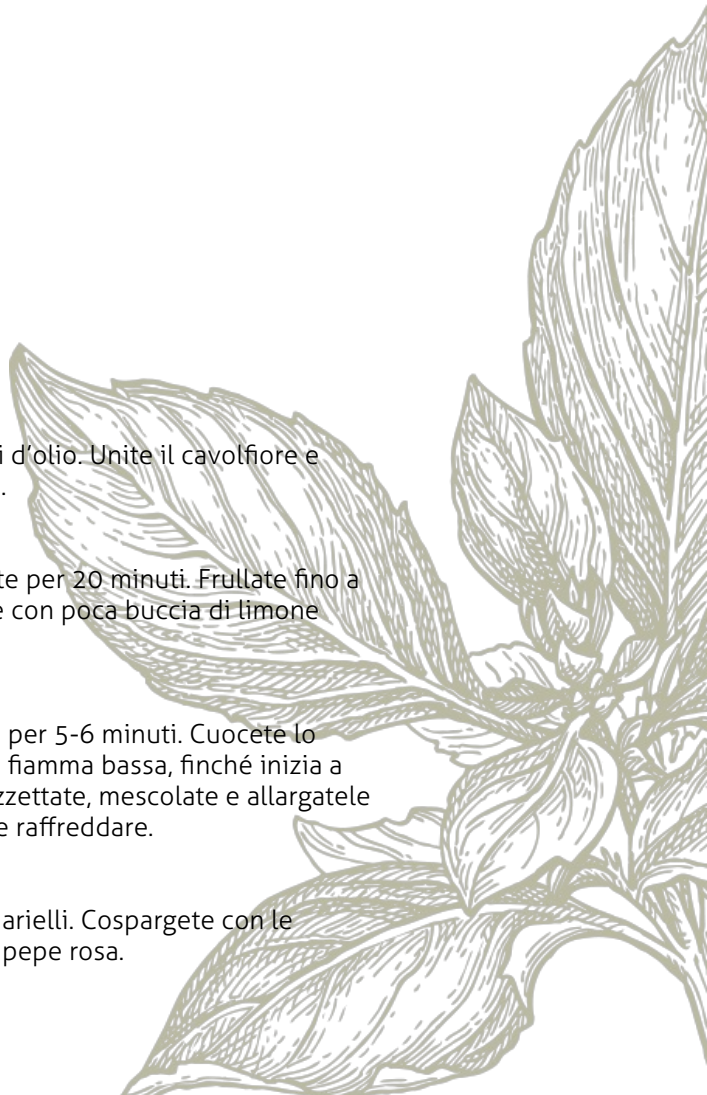 i d'olio. Unite il cavolfiore e
.
te per 20 minuti. Frullate fino a
e con poca buccia di limone
per 5-6 minuti. Cuocete lo
fiamma bassa, finché inizia a
zzettate, mescolate e allargatele
e raffreddare.
arielli. Cospargete con le
pepe rosa.